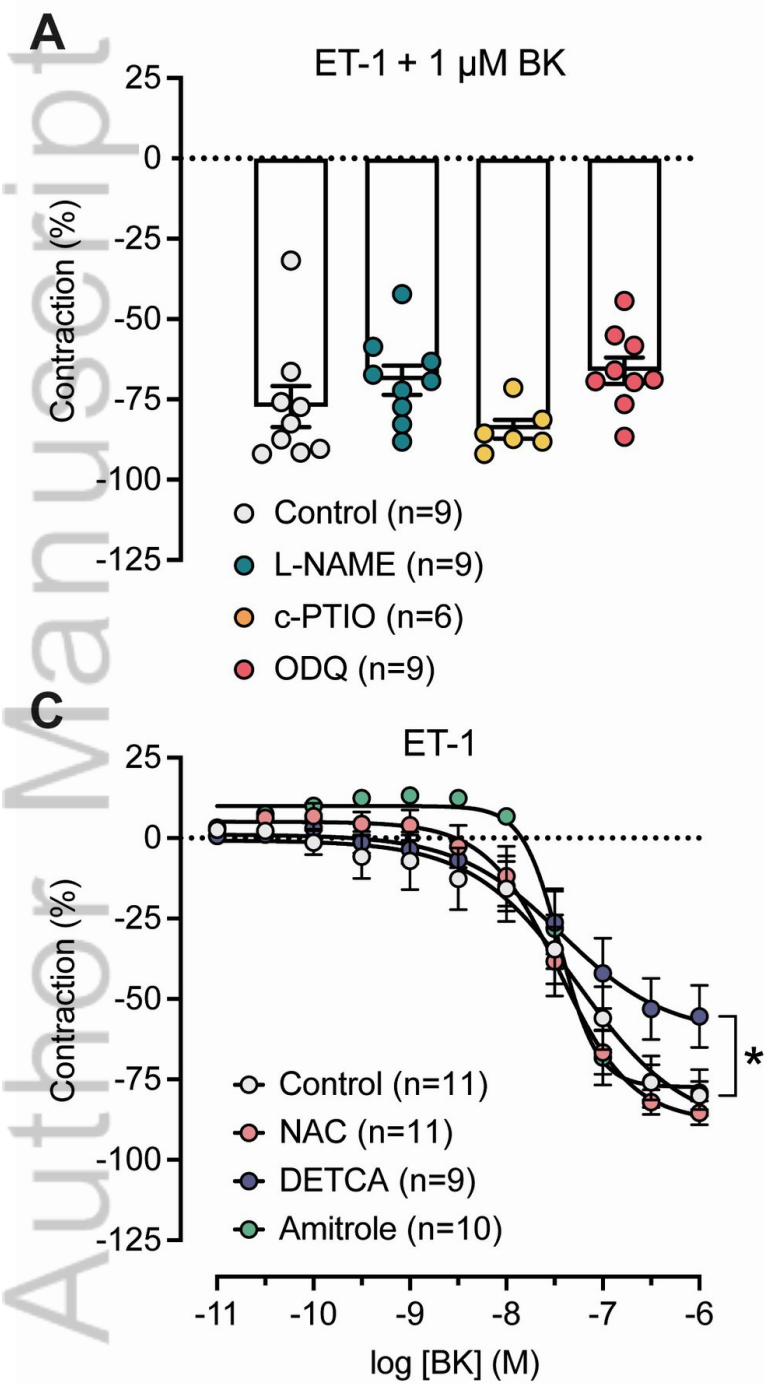 Author Manuscript
A
ET-1 + 1 µM BK
Contraction (%)
25
0
-25
-50
-75
-100
-125
Control (n=9)
L-NAME (n=9)
c-PTIO (n=6)
ODQ (n=9)
C
ET-1
Contraction (%)
25
0
-25
-50
-75
-100
-125
*
Control (n=11)
NAC (n=11)
DETCA (n=9)
Amitrole (n=10)
-11 -10 -9 -8 -7 -6
log [BK] (M)